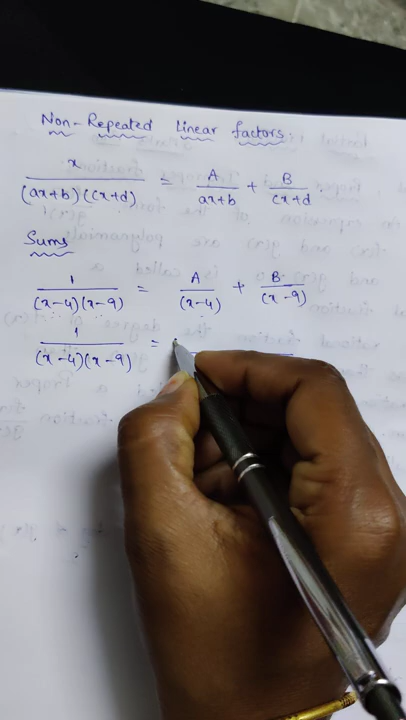 Non-Repeated Linear factors:
x/(ax+b)(cx+d) = A/ax+b + B/cx+d
Sums
1/(x-4)(x-9) = A/(x-4) + B/(x-9)
1/(x-4)(x-9) =